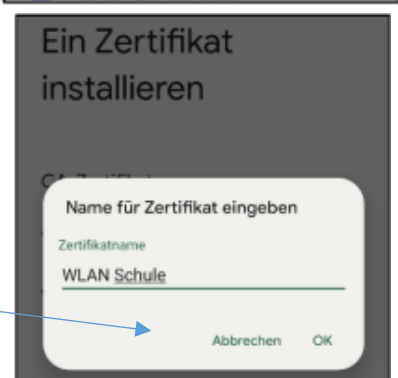 Ein Zertifikat
installieren
Name für Zertifikat eingeben
Zertifikatname
WLAN Schule
Abbrechen OK